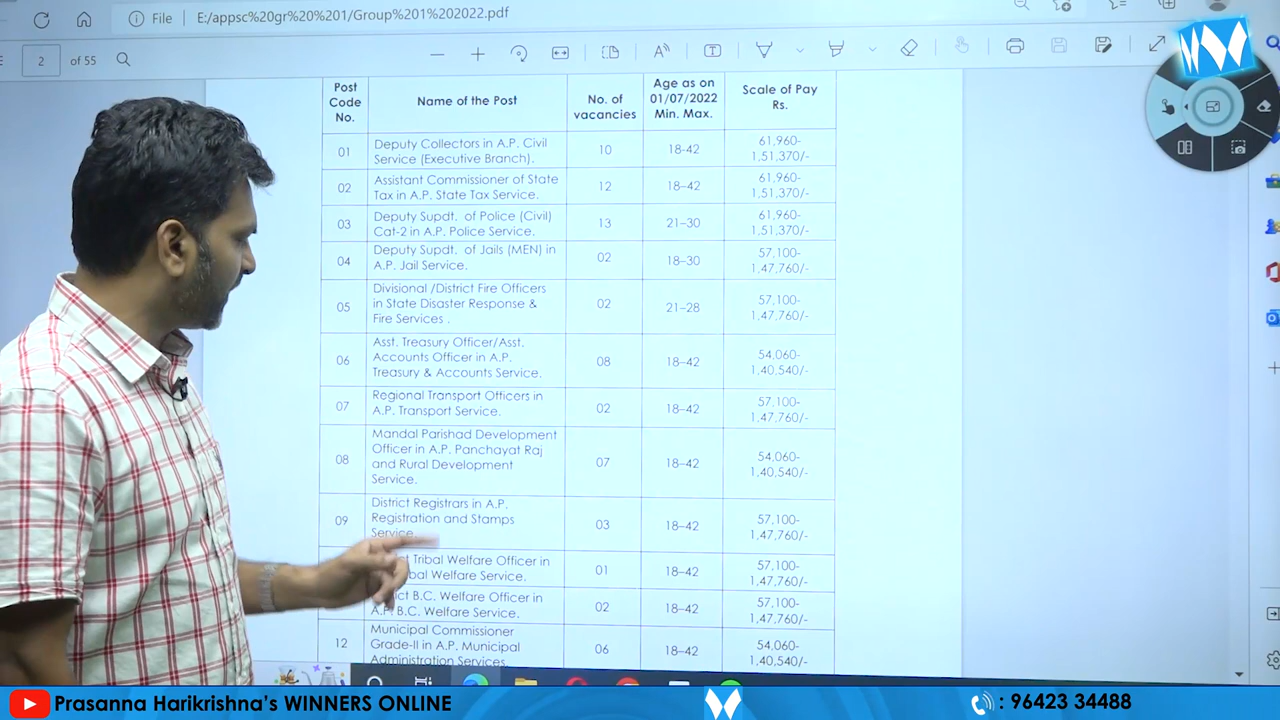 File
E:/appsc%20gr%20%201/Group%201%202022.pdf
2
of 55
Post
Code
No.
Name of the Post
No. of
vacancies
Age as on
01/07/2022
Min. Max.
Scale of Pay
Rs.
01
Deputy Collectors in A.P. Civil
Service (Executive Branch).
10
18-42
61,960-
1,51,370/-
02
Assistant Commissioner of State
Tax in A.P. State Tax Service.
12
18–42
61,960-
1,51,370/-
03
Deputy Supdt. of Police (Civil)
Cat-2 in A.P. Police Service.
13
21–30
61,960-
1,51,370/-
04
Deputy Supdt. of Jails (MEN) in
A.P. Jail Service.
02
18-30
57,100-
1,47,760/-
05
Divisional /District Fire Officers
in State Disaster Response &
Fire Services .
02
21–28
57,100-
1,47,760/-
06
Asst. Treasury Officer/Asst.
Accounts Officer in A.P.
Treasury & Accounts Service.
08
18–42
54,060-
1,40,540/-
07
Regional Transport Officers in
A.P. Transport Service.
02
18–42
57,100-
1,47,760/-
08
Mandal Parishad Development
Officer in A.P. Panchayat Raj
and Rural Development
Service.
07
18-42
54,060-
1,40,540/-
09
District Registrars in A.P.
Registration and Stamps
Service.
03
18–42
57,100-
1,47,760/-
Tribal Welfare Officer in
Welfare Service.
01
18–42
57,100-
1,47,760/-
B.C. Welfare Officer in
B.C. Welfare Service.
02
18-42
57,100-
1,47,760/-
12
Municipal Commissioner
Grade-II in A.P. Municipal
Administration Services.
06
18–42
54,060-
1,40,540/-
Prasanna Harikrishna's WINNERS ONLINE
: 96423 34488